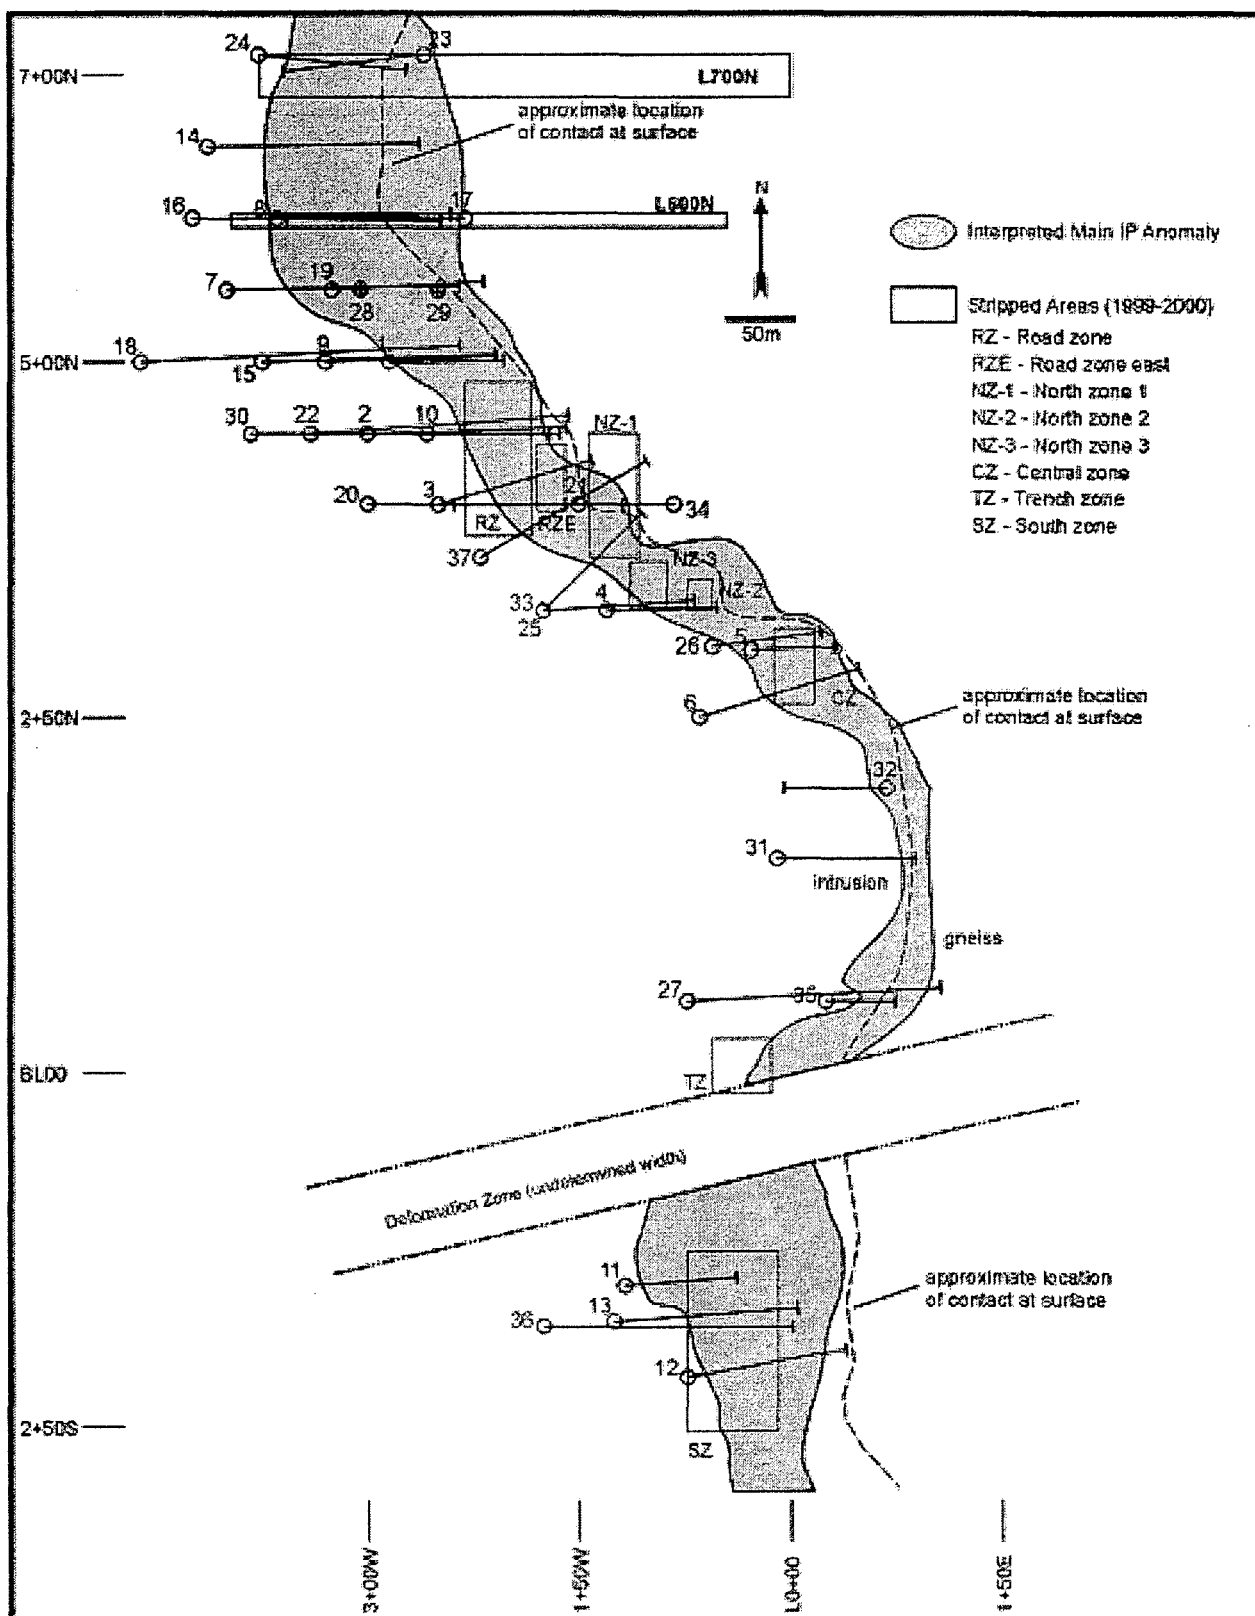 24
23
7+00N
L700N
approximate location
of contact at surface
14
N
16
8
17
L600N
Interpreted Main IP Anomaly
7
19
28
29
50m
Stripped Areas (1999-2000)
RZ - Road zone
RZE - Road zone east
NZ-1 - North zone 1
NZ-2 - North zone 2
NZ-3 - North zone 3
CZ - Central zone
TZ - Trench zone
SZ - South zone
18
5+00N
15
9
30
22
2
10
NZ-1
20
3
21
34
RZ
RZE
37
NZ-3
NZ-2
33
25
4
26
5
CZ
approximate location
of contact at surface
2+50N
6
32
31
intrusion
gneiss
27
35
BL00
TZ
Deformation Zone (undetermined width)
11
13
36
12
approximate location
of contact at surface
2+50S
SZ
3+00W
1+50W
L0+00
1+50E